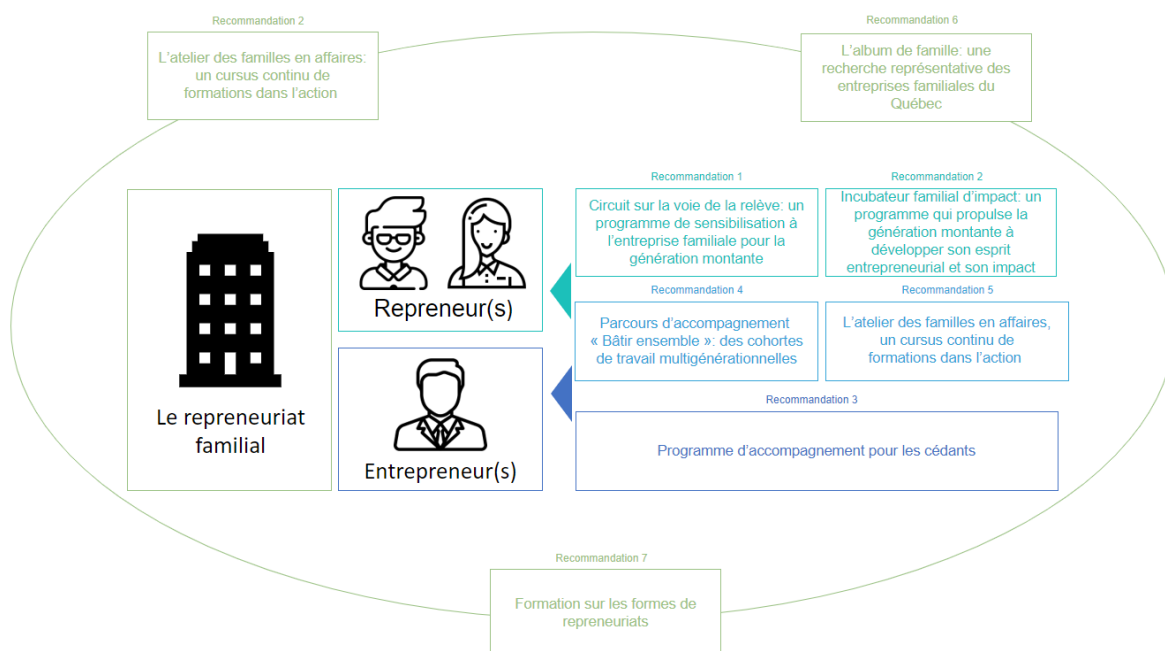 Recommandation 2
L'atelier des familles en affaires:
un cursus continu de
formations dans l'action
Recommandation 6
L'album de famille: une
recherche représentative des
entreprises familiales du
Québec
Le repreneuriat
familial
Repreneur(s)
Entrepreneur(s)
Recommandation 1
Circuit sur la voie de la relève: un
programme de sensibilisation à
l'entreprise familiale pour la
génération montante
Recommandation 2
Incubateur familial d'impact: un
programme qui propulse la
génération montante à
développer son esprit
entrepreneurial et son impact
Recommandation 4
Parcours d'accompagnement
« Bâtir ensemble »: des cohortes
de travail multigénérationnelles
Recommandation 5
L'atelier des familles en affaires,
un cursus continu de
formations dans l'action
Recommandation 3
Programme d'accompagnement pour les cédants
Recommandation 7
Formation sur les formes de
repreneuriats